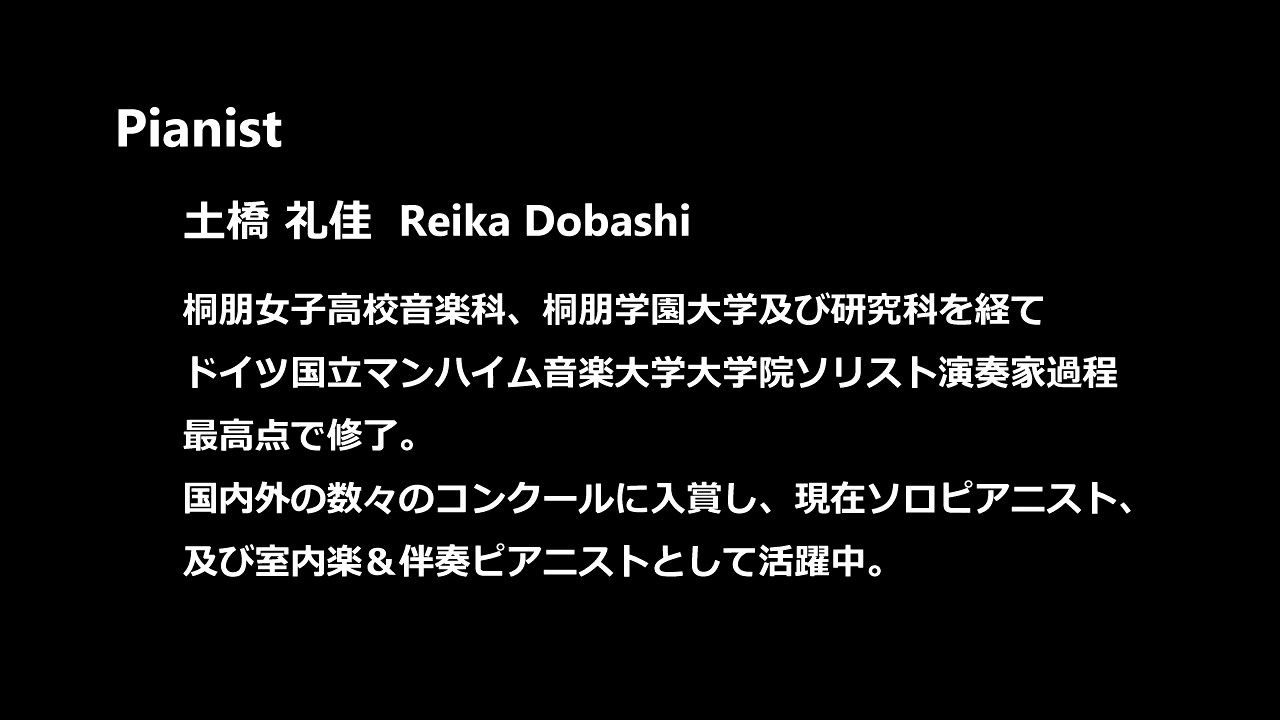 Pianist
土橋 礼佳 Reika Dobashi
桐朋女子高校音楽科、桐朋学園大学及び研究科を経て
ドイツ国立マンハイム音楽大学大学院ソリスト演奏家過程
最高点で修了。
国内外の数々のコンクールに入賞し、現在ソロピアニスト、
及び室内楽&伴奏ピアニストとして活躍中。